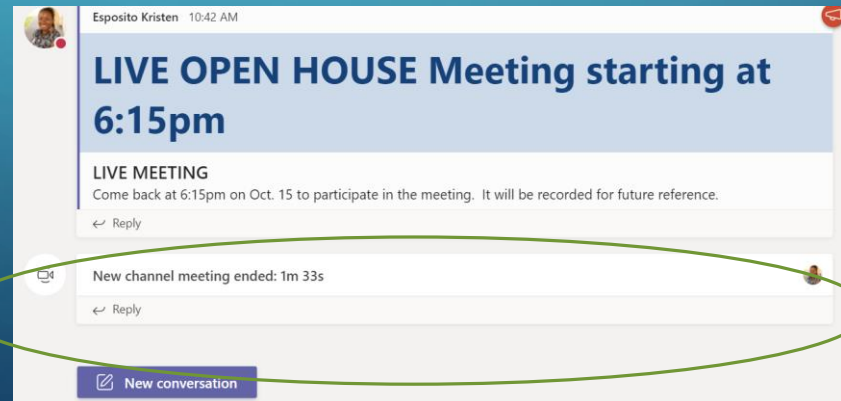 Esposito Kristen 10:42 AM
LIVE OPEN HOUSE Meeting starting at
6:15pm
LIVE MEETING
Come back at 6:15pm on Oct. 15 to participate in the meeting. It will be recorded for future reference.
Reply
New channel meeting ended: 1m 33s
Reply
New conversation